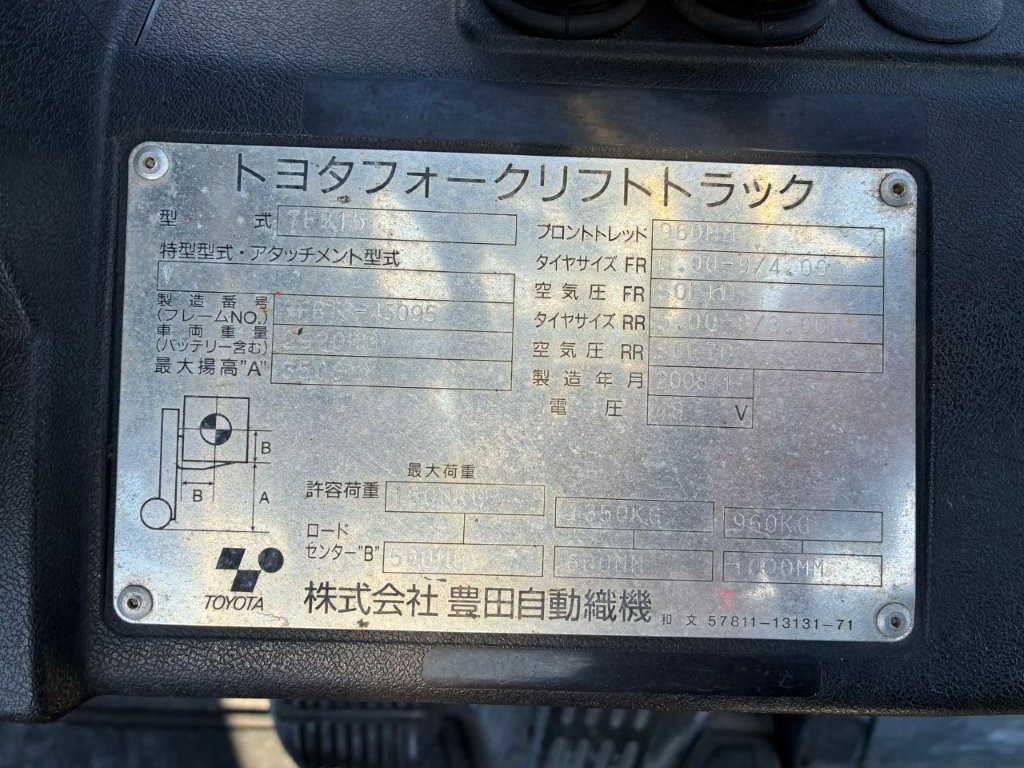 トヨタフォークリフトトラック
型 式
特型型式・アタッチメント型式
V
製造番号
(フレームNO.)
車両重量
(バッテリー含む)
最大揚高"A"
フロントトレッド 960MM
タイヤサイズ FR
空気圧 FR
タイヤサイズ RR
空気圧 RR
製造年月
電 圧 V
B
B
A
最大荷重
許容荷重 1500KG 1350KG 960KG
ロード
センター"B" 500MM 600MM 1000MM
TOYOTA
株式会社 豊田自動織機 和文 57811-13131-71